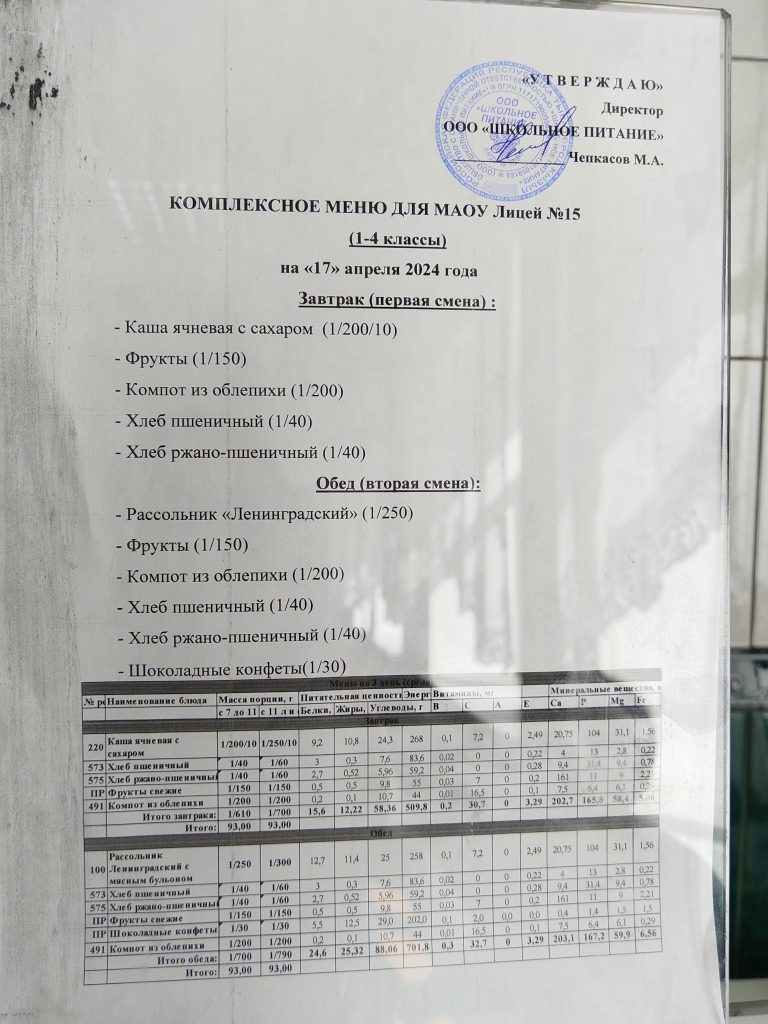 «У Т В Е Р Ж Д А Ю»
Директор
ООО «ШКОЛЬНОЕ ПИТАНИЕ»
Чепкасов М.А.
ООО
«ШКОЛЬНОЕ
ПИТАНИЕ»
КОМПЛЕКСНОЕ МЕНЮ ДЛЯ МАОУ Лицей №15
(1-4 классы)
на «17» апреля 2024 года
Завтрак (первая смена) :
- Каша ячневая с сахаром (1/200/10)
- Фрукты (1/150)
- Компот из облепихи (1/200)
- Хлеб пшеничный (1/40)
- Хлеб ржано-пшеничный (1/40)
Обед (вторая смена):
- Рассольник «Ленинградский» (1/250)
- Фрукты (1/150)
- Компот из облепихи (1/200)
- Хлеб пшеничный (1/40)
- Хлеб ржано-пшеничный (1/40)
- Шоколадные конфеты(1/30)
Меню на 3 день (среда)
№ ре Наименование блюда Масса порции, г Питательная ценность Энерг Витамины, мг Минеральные вещества, м
с 7 до 11 с 11 л и Белки, Жиры, Углеводы, г В С А Е Ca P Mg Fe
Завтрак
220 Каша ячневая с сахаром 1/200/10 1/250/10 9,2 10,8 24,3 268 0,1 7,2 0 2,49 20,75 104 31,1 1,56
573 Хлеб пшеничный 1/40 1/60 3 0,3 7,6 83,6 0,02 0 0 0,22 4 13 2,8 0,22
575 Хлеб ржано-пшеничный 1/40 1/60 2,7 0,52 5,96 59,2 0,04 0 0 0,28 9,4 31,4 9,4 0,78
ПР Фрукты свежие 1/150 1/150 0,5 0,5 9,8 55 0,03 7 0 0,2 161 11 9 2,21
491 Компот из облепихи 1/200 1/200 0,2 0,1 10,7 44 0,01 16,5 0 0,1 7,5 6,4 6,1 0,29
Итого завтрака: 1/610 1/700 15,6 12,22 58,36 509,8 0,2 30,7 0 3,29 202,7 165,8 58,4 5,06
Итого: 93,00 93,00
Обед
100 Рассольник Ленинградский с мясным бульоном 1/250 1/300 12,7 11,4 25 258 0,1 7,2 0 2,49 20,75 104 31,1 1,56
573 Хлеб пшеничный 1/40 1/60 3 0,3 7,6 83,6 0,02 0 0 0,22 4 13 2,8 0,22
575 Хлеб ржано-пшеничны 1/40 1/60 2,7 0,52 5,96 59,2 0,04 0 0 0,28 9,4 31,4 9,4 0,78
ПР Фрукты свежие 1/150 1/150 0,5 0,5 9,8 55 0,03 7 0 0,2 161 11 9 2,21
ПР Шоколадные конфеты 1/30 1/30 5,5 12,5 29,0 202,0 0,1 2,0 0,0 0,0 0,4 1,4 1,5 1,5
491 Компот из облепихи 1/200 1/200 0,2 0,1 10,7 44 0,01 16,5 0 0,1 7,5 6,4 6,1 0,29
Итого обеда: 1/700 1/790 24,6 25,32 88,06 701,8 0,3 32,7 0 3,29 203,1 167,2 59,9 6,56
Итого: 93,00 93,00